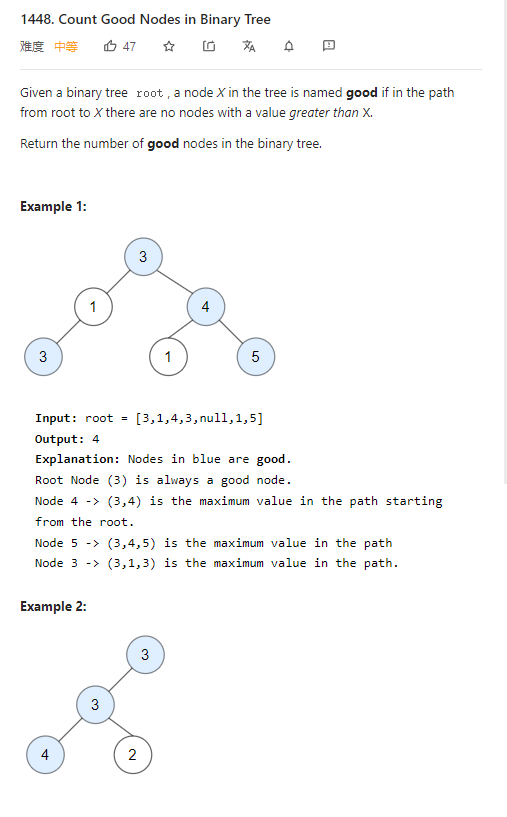 1448. Count Good Nodes in Binary Tree
难度 中等 47
Given a binary tree root , a node X in the tree is named good if in the path
from root to X there are no nodes with a value greater than X.
Return the number of good nodes in the binary tree.
Example 1:
3
1 4
3 1 5
Input: root = [3,1,4,3,null,1,5]
Output: 4
Explanation: Nodes in blue are good.
Root Node (3) is always a good node.
Node 4 -> (3,4) is the maximum value in the path starting
from the root.
Node 5 -> (3,4,5) is the maximum value in the path
Node 3 -> (3,1,3) is the maximum value in the path.
Example 2:
3
3
4 2